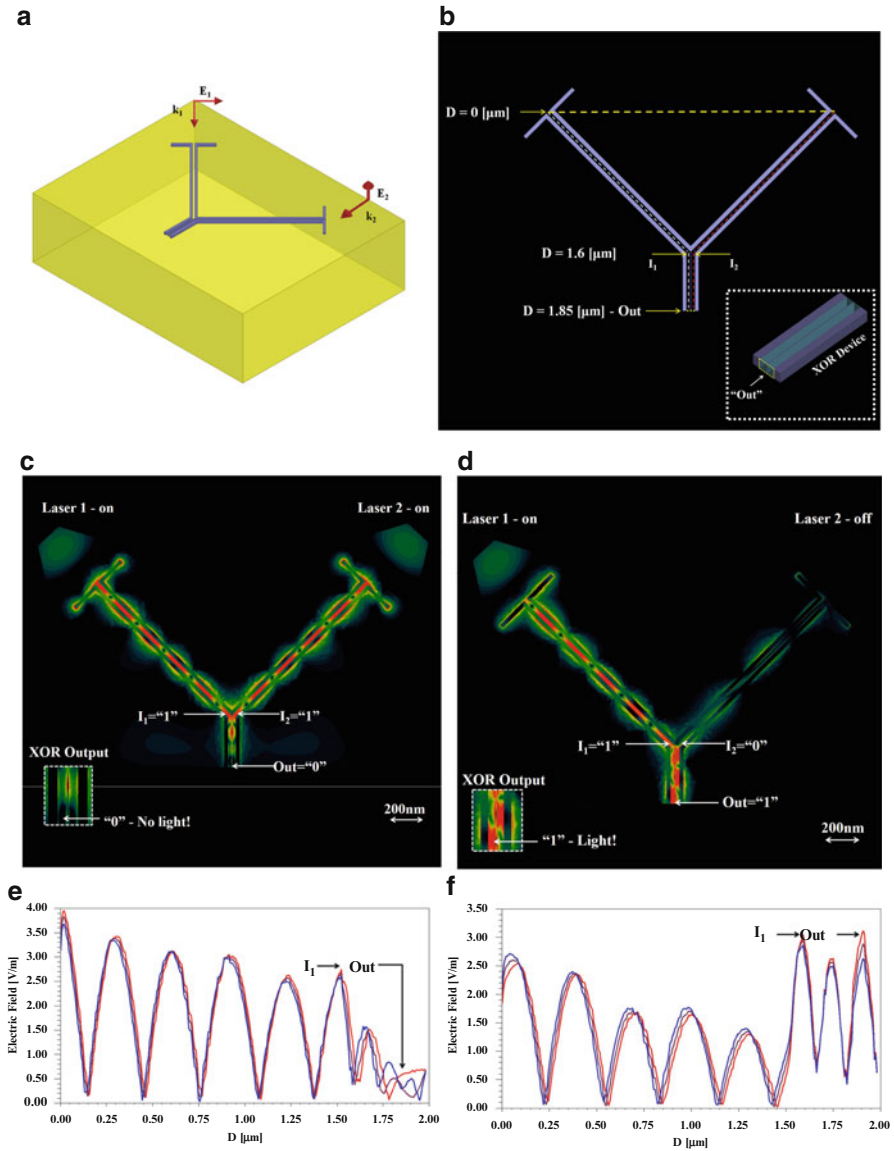 a
E1
k1
E2
k2
b
D = 0 [µm]
D = 1.6 [µm]
I1
I2
D = 1.85 [µm] - Out
XOR Device
“Out”
c
Laser 1 - on
Laser 2 - on
I1=“1”
I2=“1”
Out=“0”
XOR Output
“0” - No light!
200nm
d
Laser 1 - on
Laser 2 - off
I1=“1”
I2=“0”
XOR Output
Out=“1”
“1” - Light!
200nm
e
4.00
3.50
3.00
2.50
2.00
1.50
1.00
0.50
0.00
Electric Field [V/m]
I1
Out
0.00 0.25 0.50 0.75 1.00 1.25 1.50 1.75 2.00
D [µm]
f
3.50
3.00
2.50
2.00
1.50
1.00
0.50
0.00
Electric Field [V/m]
I1
Out
0.00 0.25 0.50 0.75 1.00 1.25 1.50 1.75 2.00
D [µm]